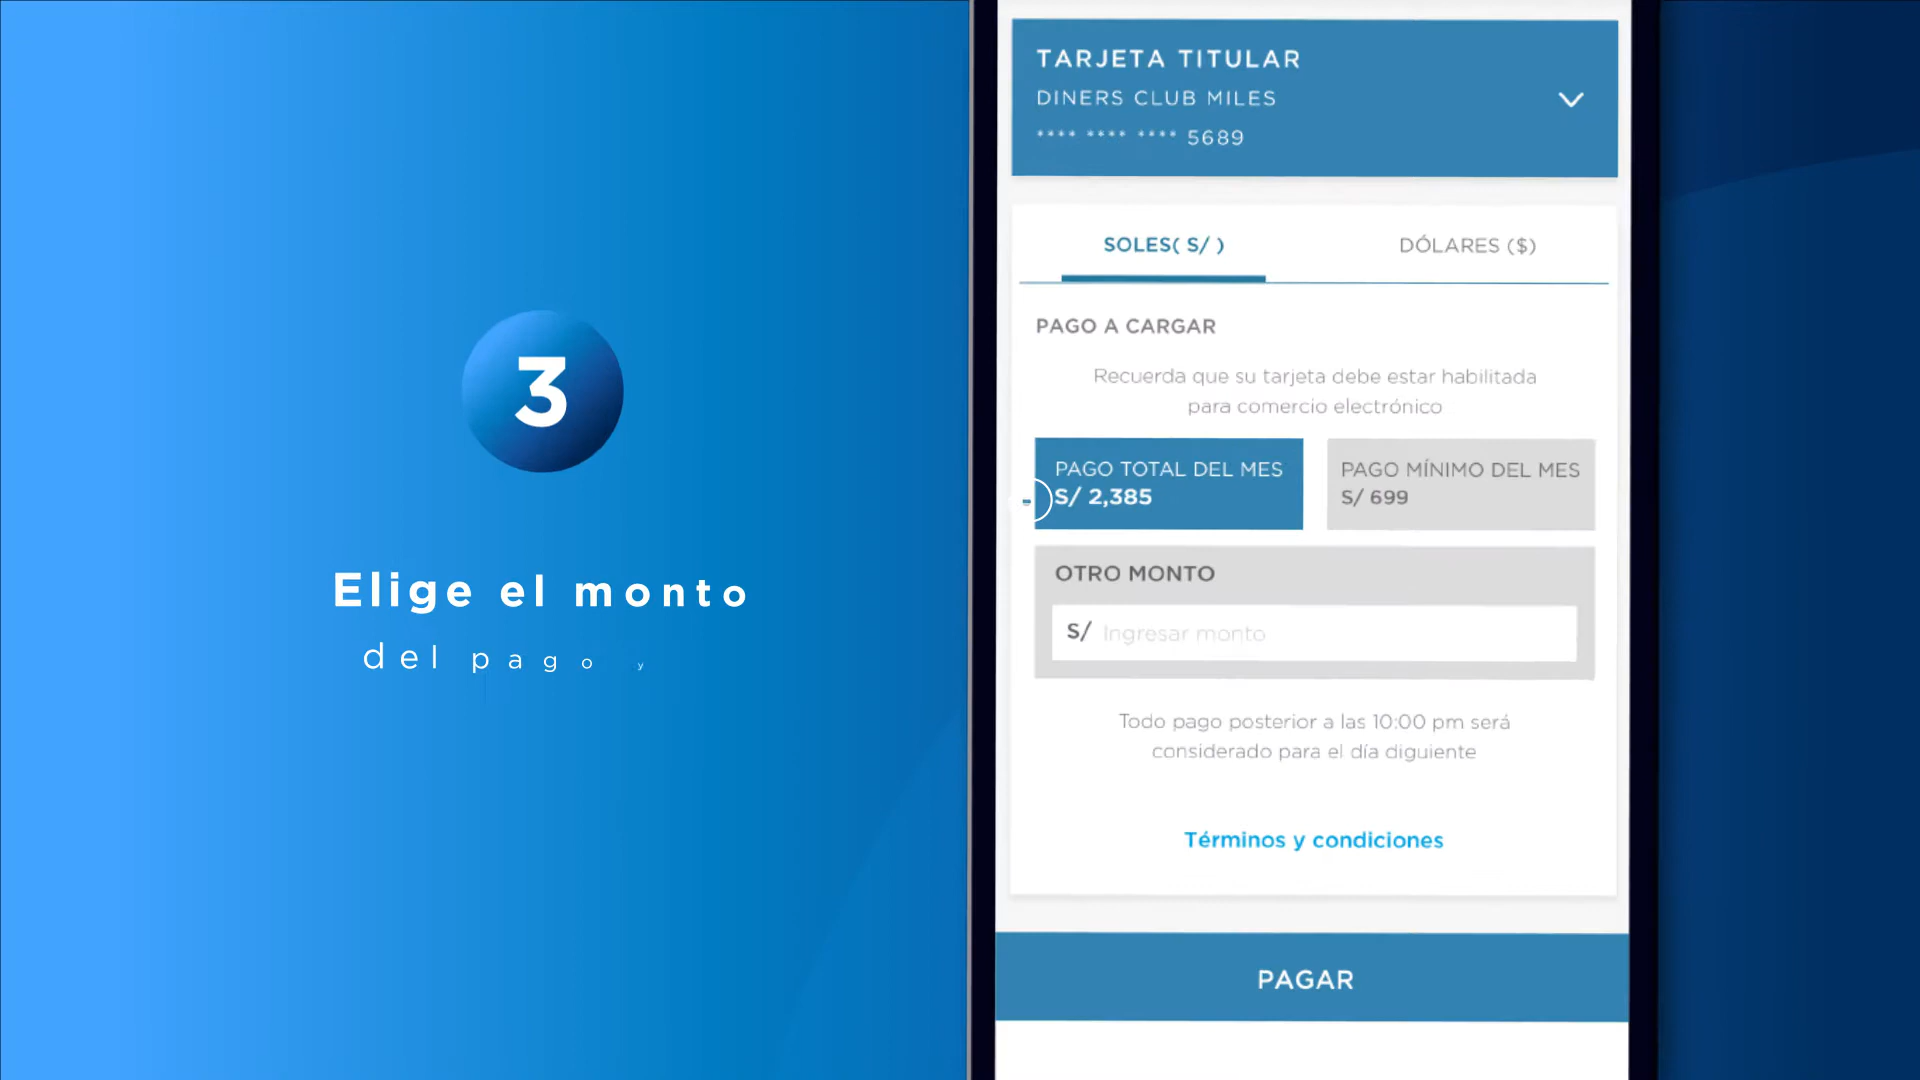 3
Elige el monto
del pago y
TARJETA TITULAR
DINERS CLUB MILES
**** **** **** 5689
SOLES( S/ )
DÓLARES ($)
PAGO A CARGAR
Recuerda que su tarjeta debe estar habilitada
para comercio electrónico
PAGO TOTAL DEL MES
S/ 2,385
PAGO MÍNIMO DEL MES
S/ 699
OTRO MONTO
S/ Ingresar monto
Todo pago posterior a las 10:00 pm será
considerado para el día diguiente
Términos y condiciones
PAGAR